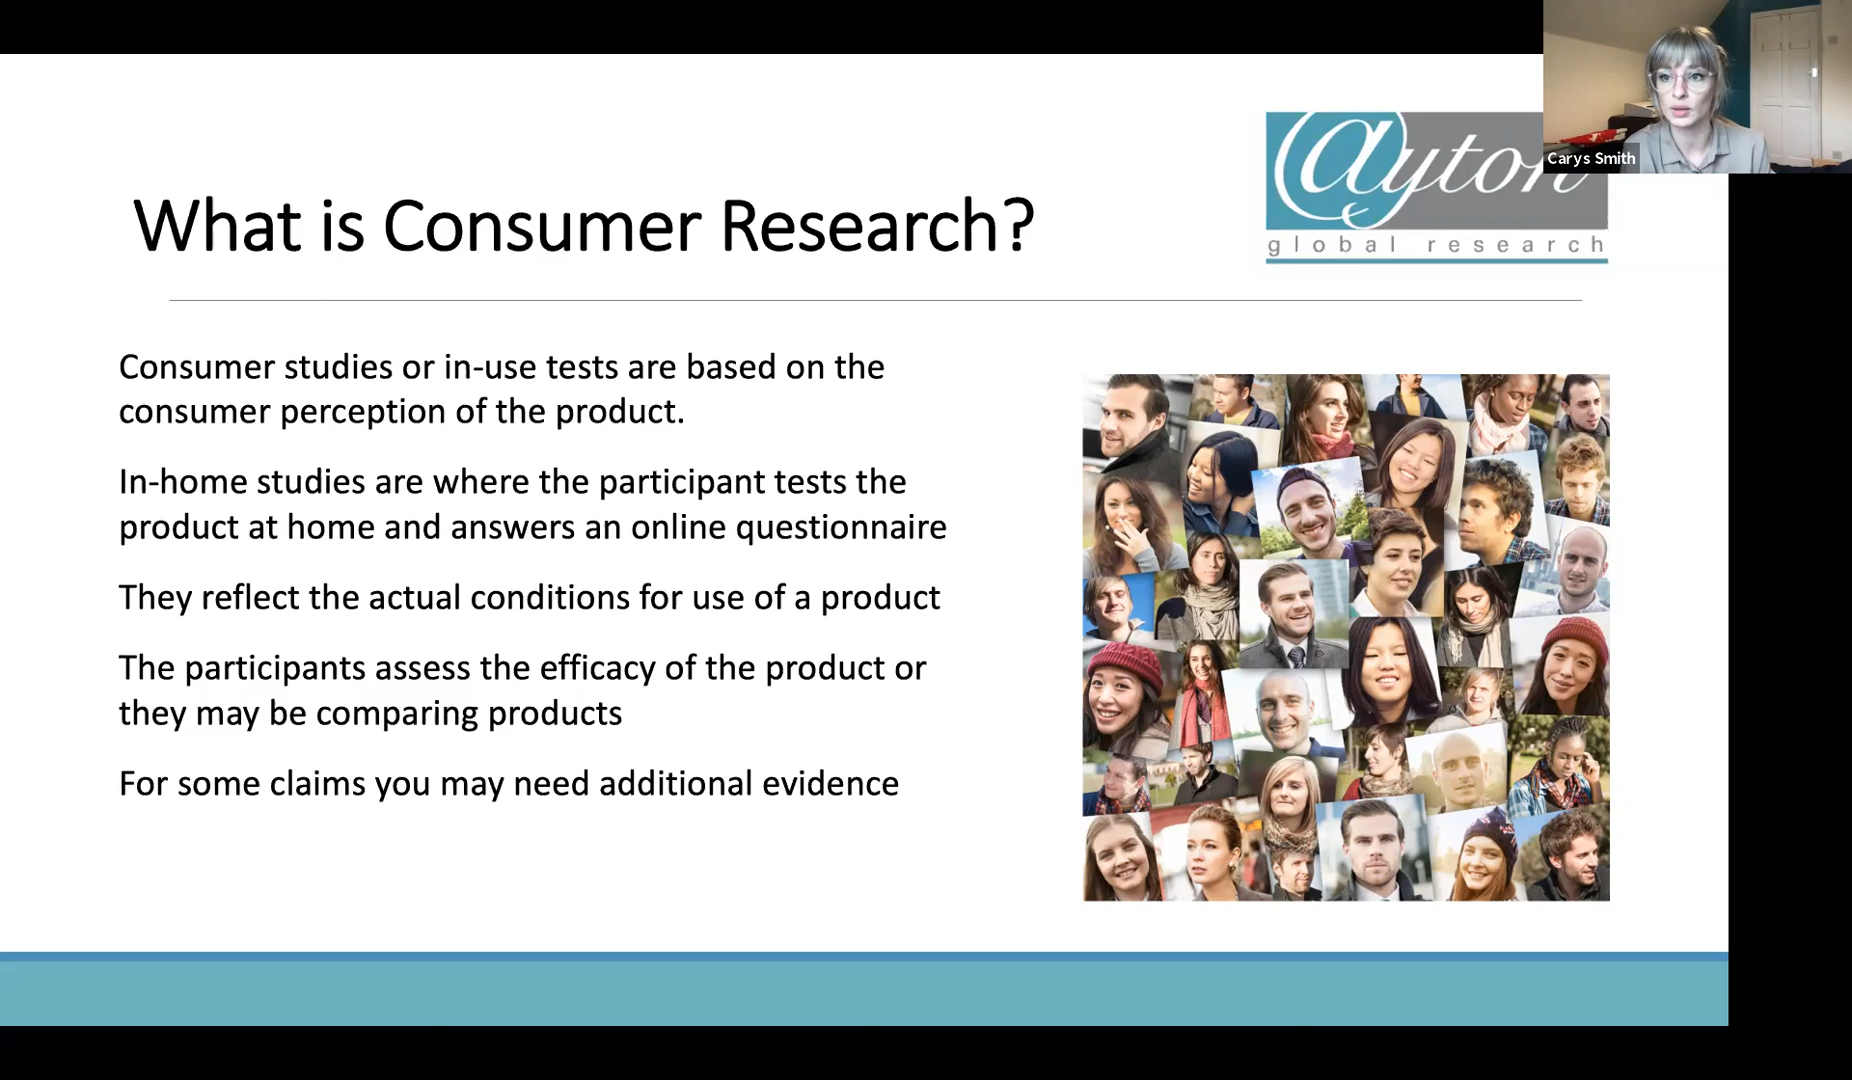 What is Consumer Research?
@yton
global research
Carys Smith
Consumer studies or in-use tests are based on the
consumer perception of the product.
In-home studies are where the participant tests the
product at home and answers an online questionnaire
They reflect the actual conditions for use of a product
The participants assess the efficacy of the product or
they may be comparing products
For some claims you may need additional evidence